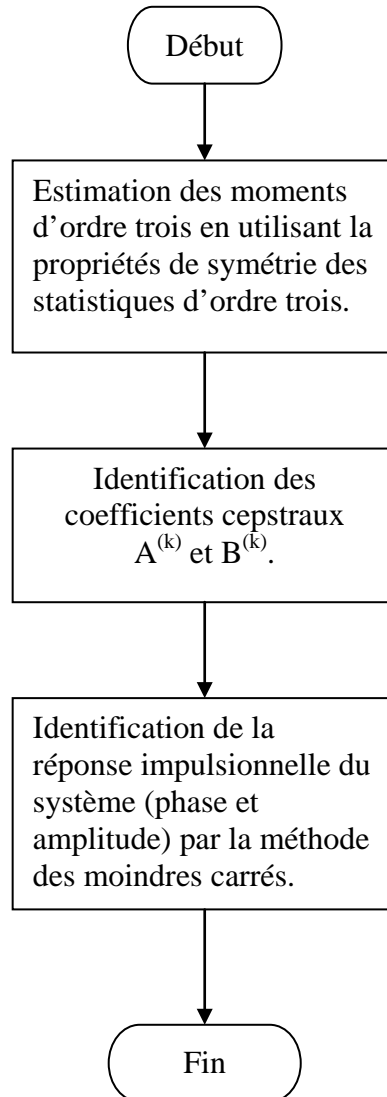 Début
Estimation des moments
d’ordre trois en utilisant la
propriétés de symétrie des
statistiques d’ordre trois.
Identification des
coefficients cepstraux
A(k) et B(k).
Identification de la
réponse impulsionnelle du
système (phase et
amplitude) par la méthode
des moindres carrés.
Fin